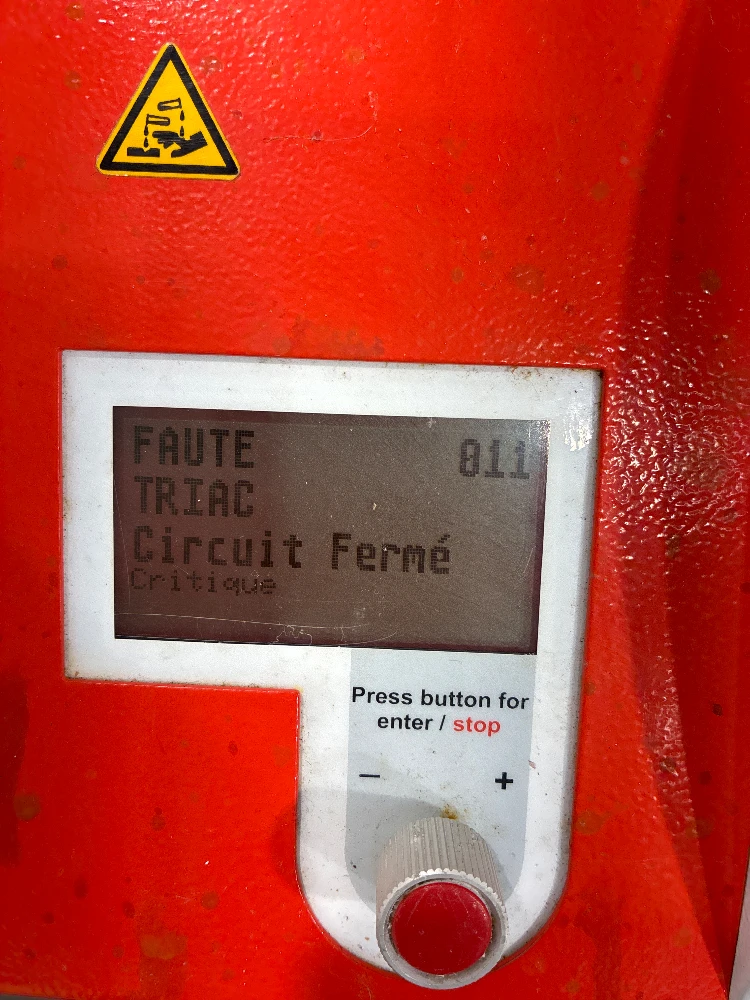 FAUTE 011
TRIAC
Circuit Fermé
Critique
Press button for
enter / stop
– +